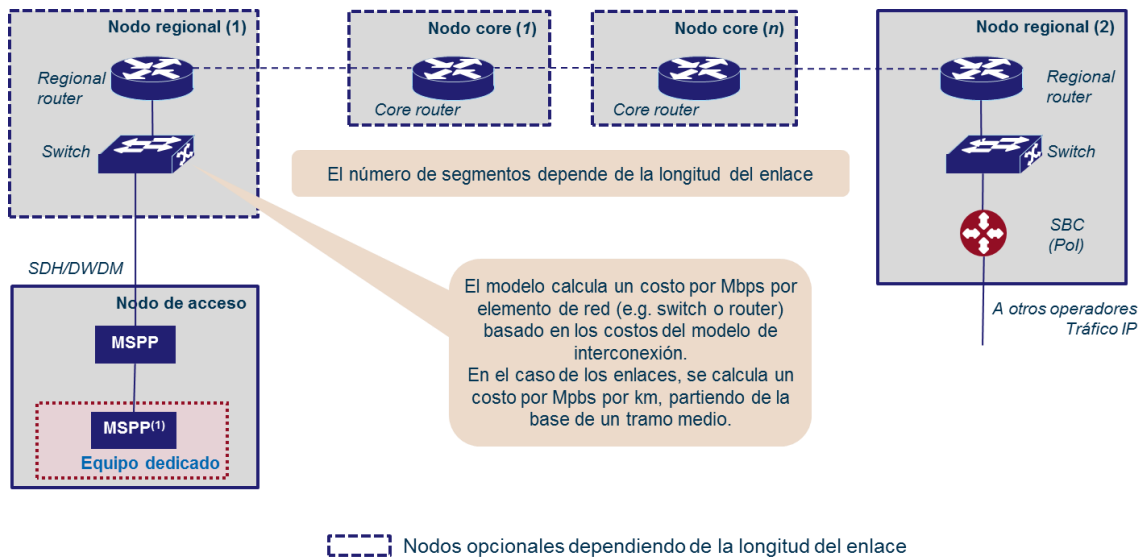 Nodo regional (1)
Nodo core (1)
Nodo core (n)
Nodo regional (2)
Regional
router
Core router
Core router
Regional
router
Switch
Switch
El número de segmentos depende de la longitud del enlace
SBC
(PoI)
SDH/DWDM
El modelo calcula un costo por Mbps por
elemento de red (e.g. switch o router)
basado en los costos del modelo de
interconexión.
En el caso de los enlaces, se calcula un
costo por Mpbs por km, partiendo de la
base de un tramo medio.
A otros operadores
Tráfico IP
Nodo de acceso
MSPP
MSPP(1)
Equipo dedicado
Nodos opcionales dependiendo de la longitud del enlace